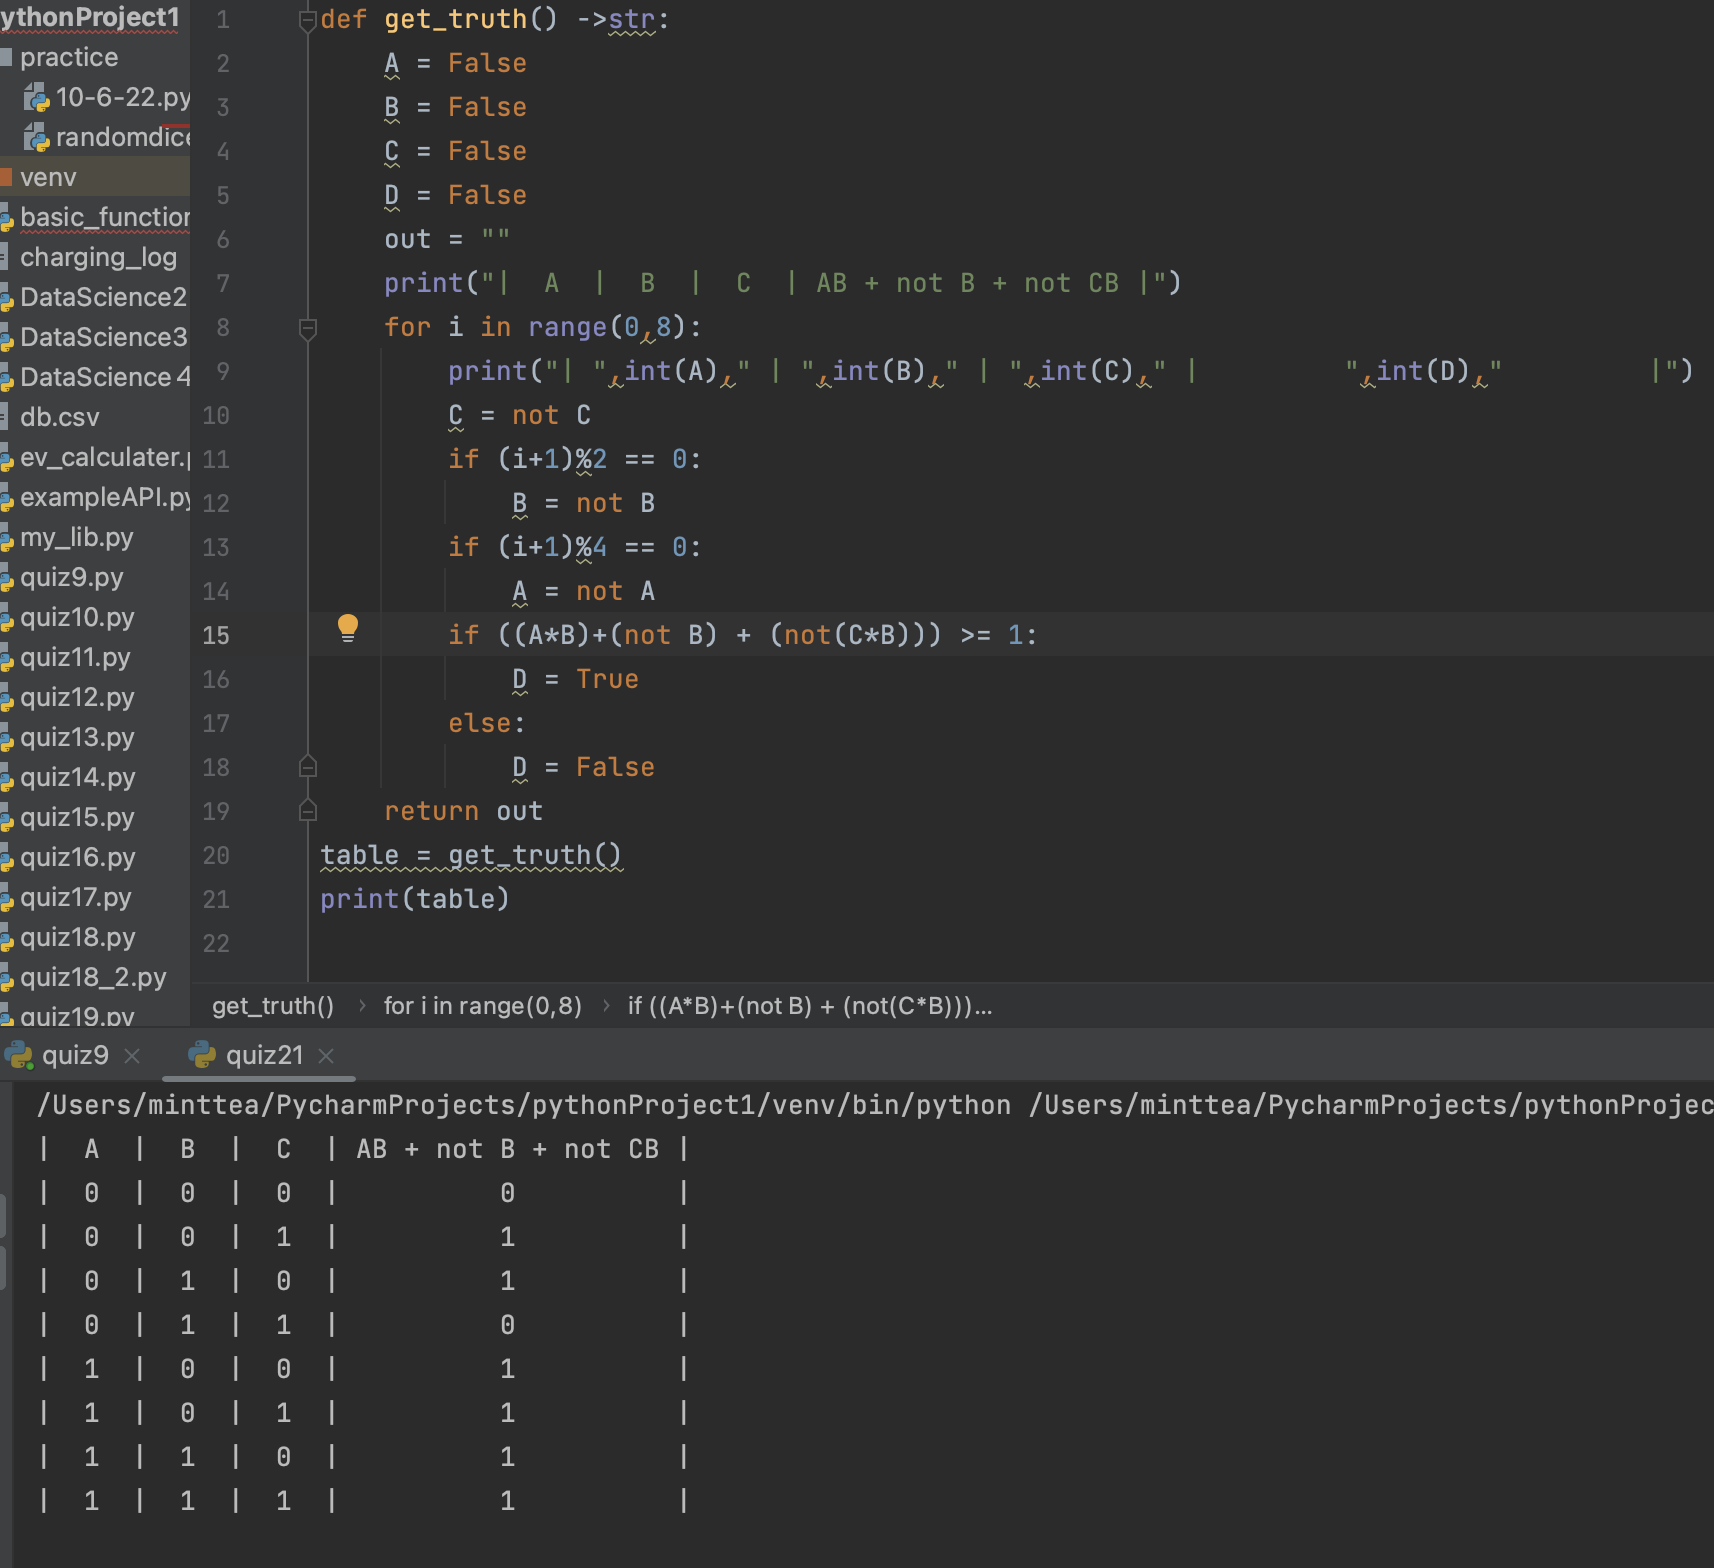 ythonProject1
practice
10-6-22.py
randomdice
venv
basic_function
charging_log
DataScience2
DataScience3
DataScience 4
db.csv
ev_calculater.p
exampleAPI.py
my_lib.py
quiz9.py
quiz10.py
quiz11.py
quiz12.py
quiz13.py
quiz14.py
quiz15.py
quiz16.py
quiz17.py
quiz18.py
quiz18_2.py
quiz19.py
1 def get_truth() ->str:
2     A = False
3     B = False
4     C = False
5     D = False
6     out = ""
7     print("|  A  |  B  |  C  | AB + not B + not CB |")
8     for i in range(0,8):
9         print("| ",int(A)," | ",int(B)," | ",int(C)," |         ",int(D),"         |")
10         C = not C
11         if (i+1)%2 == 0:
12             B = not B
13         if (i+1)%4 == 0:
14             A = not A
15         if ((A*B)+(not B) + (not(C*B))) >= 1:
16             D = True
17         else:
18             D = False
19     return out
20 table = get_truth()
21 print(table)
22
get_truth() › for i in range(0,8) › if ((A*B)+(not B) + (not(C*B)))...
quiz9 × quiz21 ×
/Users/minttea/PycharmProjects/pythonProject1/venv/bin/python /Users/minttea/PycharmProjects/pythonProjec
|  A  |  B  |  C  | AB + not B + not CB |
|  0  |  0  |  0  |          0          |
|  0  |  0  |  1  |          1          |
|  0  |  1  |  0  |          1          |
|  0  |  1  |  1  |          0          |
|  1  |  0  |  0  |          1          |
|  1  |  0  |  1  |          1          |
|  1  |  1  |  0  |          1          |
|  1  |  1  |  1  |          1          |